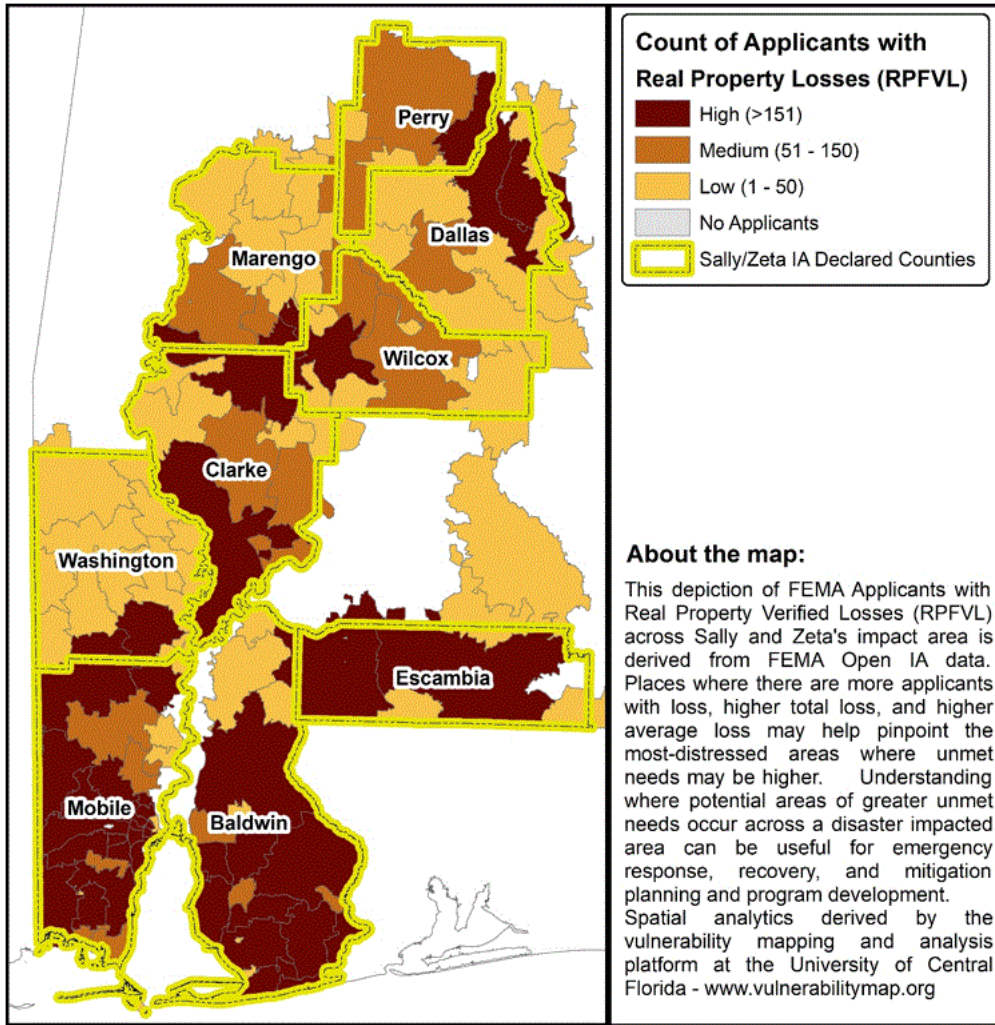 Count of Applicants with
Real Property Losses (RPFVL)
High (>151)
Medium (51 - 150)
Low (1 - 50)
No Applicants
Sally/Zeta IA Declared Counties
Perry
Dallas
Marengo
Wilcox
Clarke
Washington
Escambia
Mobile
Baldwin
About the map:
This depiction of FEMA Applicants with
Real Property Verified Losses (RPFVL)
across Sally and Zeta's impact area is
derived from FEMA Open IA data.
Places where there are more applicants
with loss, higher total loss, and higher
average loss may help pinpoint the
most-distressed areas where unmet
needs may be higher. Understanding
where potential areas of greater unmet
needs occur across a disaster impacted
area can be useful for emergency
response, recovery, and mitigation
planning and program development.
Spatial analytics derived by the
vulnerability mapping and analysis
platform at the University of Central
Florida - www.vulnerabilitymap.org